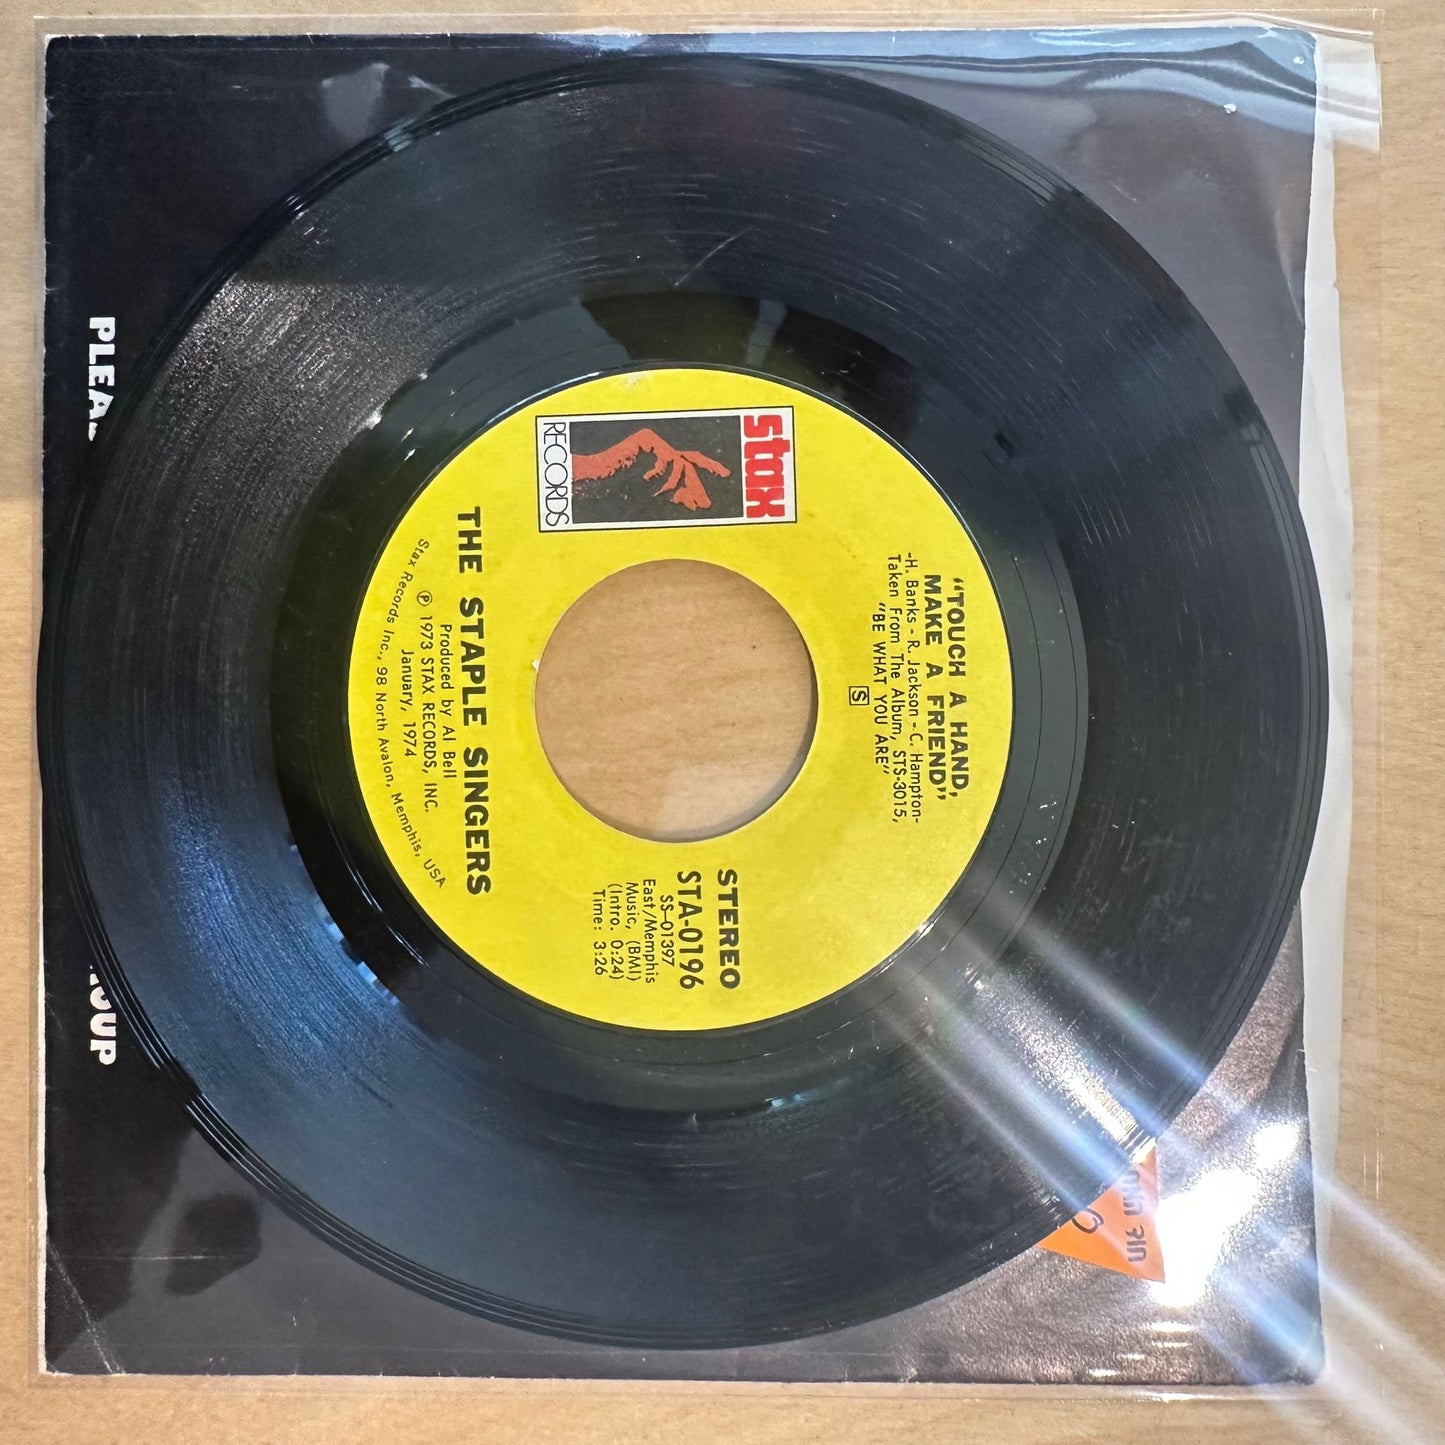 stax
RECORDS
"TOUCH A HAND,
MAKE A FRIEND"
-H. Banks - R. Jackson - C. Hampton-
Taken From The Album, STS-3015,
"BE WHAT YOU ARE"
S
STEREO
STA-0196
SS-01397
East/Memphis
Music, (BMI)
(Intro. 0:24)
Time: 3:26
THE STAPLE SINGERS
Produced by Al Bell
℗ 1973 STAX RECORDS, INC.
January, 1974
Stax Records Inc., 98 North Avalon, Memphis, USA